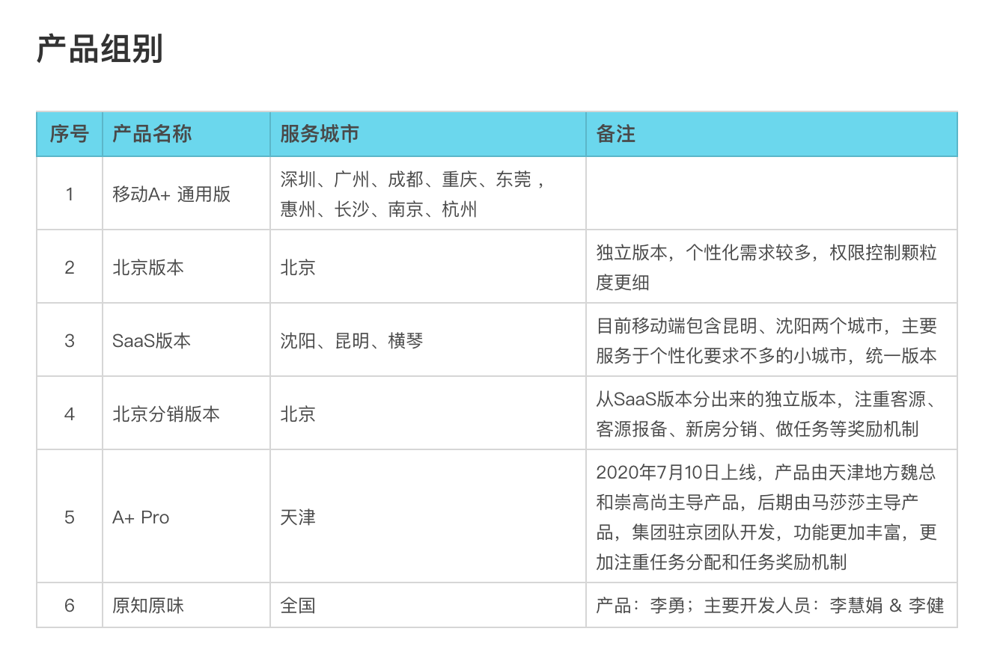 产品组别
序号 产品名称 服务城市 备注
1 移动A+ 通用版 深圳、广州、成都、重庆、东莞 ，
惠州、长沙、南京、杭州
2 北京版本 北京 独立版本，个性化需求较多，权限控制颗粒
度更细
3 SaaS版本 沈阳、昆明、横琴 目前移动端包含昆明、沈阳两个城市，主要
服务于个性化要求不多的小城市，统一版本
4 北京分销版本 北京 从SaaS版本分出来的独立版本，注重客源、
客源报备、新房分销、做任务等奖励机制
5 A+ Pro 天津 2020年7月10日上线，产品由天津地方魏总
和崇高尚主导产品，后期由马莎莎主导产
品，集团驻京团队开发，功能更加丰富，更
加注重任务分配和任务奖励机制
6 原知原味 全国 产品：李勇；主要开发人员：李慧娟 & 李健